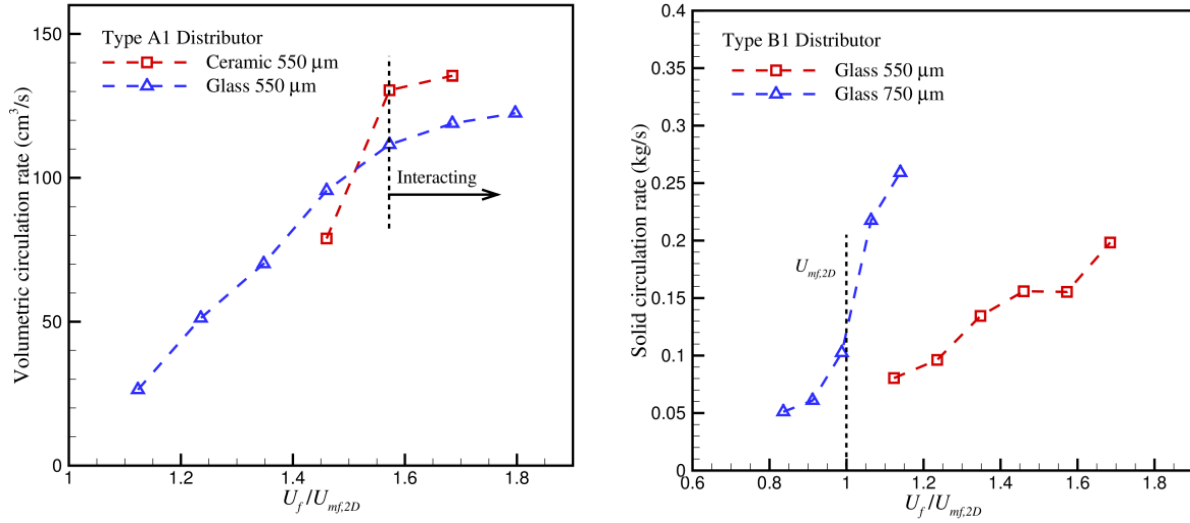 Type A1 Distributor
Ceramic 550 μm
Glass 550 μm
Interacting
Volumetric circulation rate (cm³/s)
150
100
50
0
1
1.2
1.4
1.6
1.8
U_f/U_mf,2D
Type B1 Distributor
Glass 550 μm
Glass 750 μm
U_mf,2D
Solid circulation rate (kg/s)
0.4
0.35
0.3
0.25
0.2
0.15
0.1
0.05
0
0.6
0.8
1
1.2
1.4
1.6
1.8
U_f/U_mf,2D